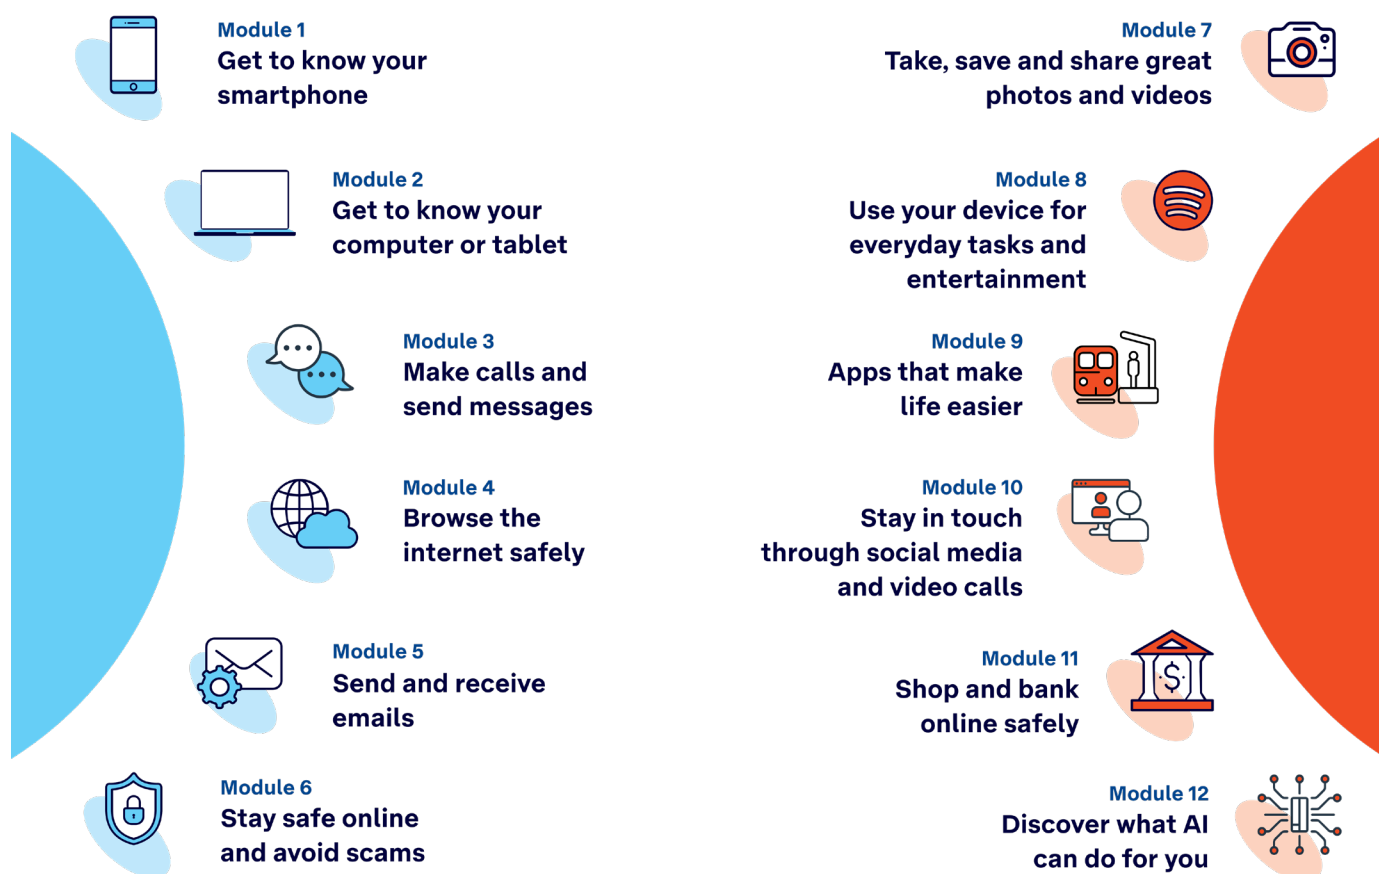 Module 1
Get to know your
smartphone
Module 2
Get to know your
computer or tablet
Module 3
Make calls and
send messages
Module 4
Browse the
internet safely
Module 5
Send and receive
emails
Module 6
Stay safe online
and avoid scams
Module 7
Take, save and share great
photos and videos
Module 8
Use your device for
everyday tasks and
entertainment
Module 9
Apps that make
life easier
Module 10
Stay in touch
through social media
and video calls
Module 11
Shop and bank
online safely
$
Module 12
Discover what AI
can do for you